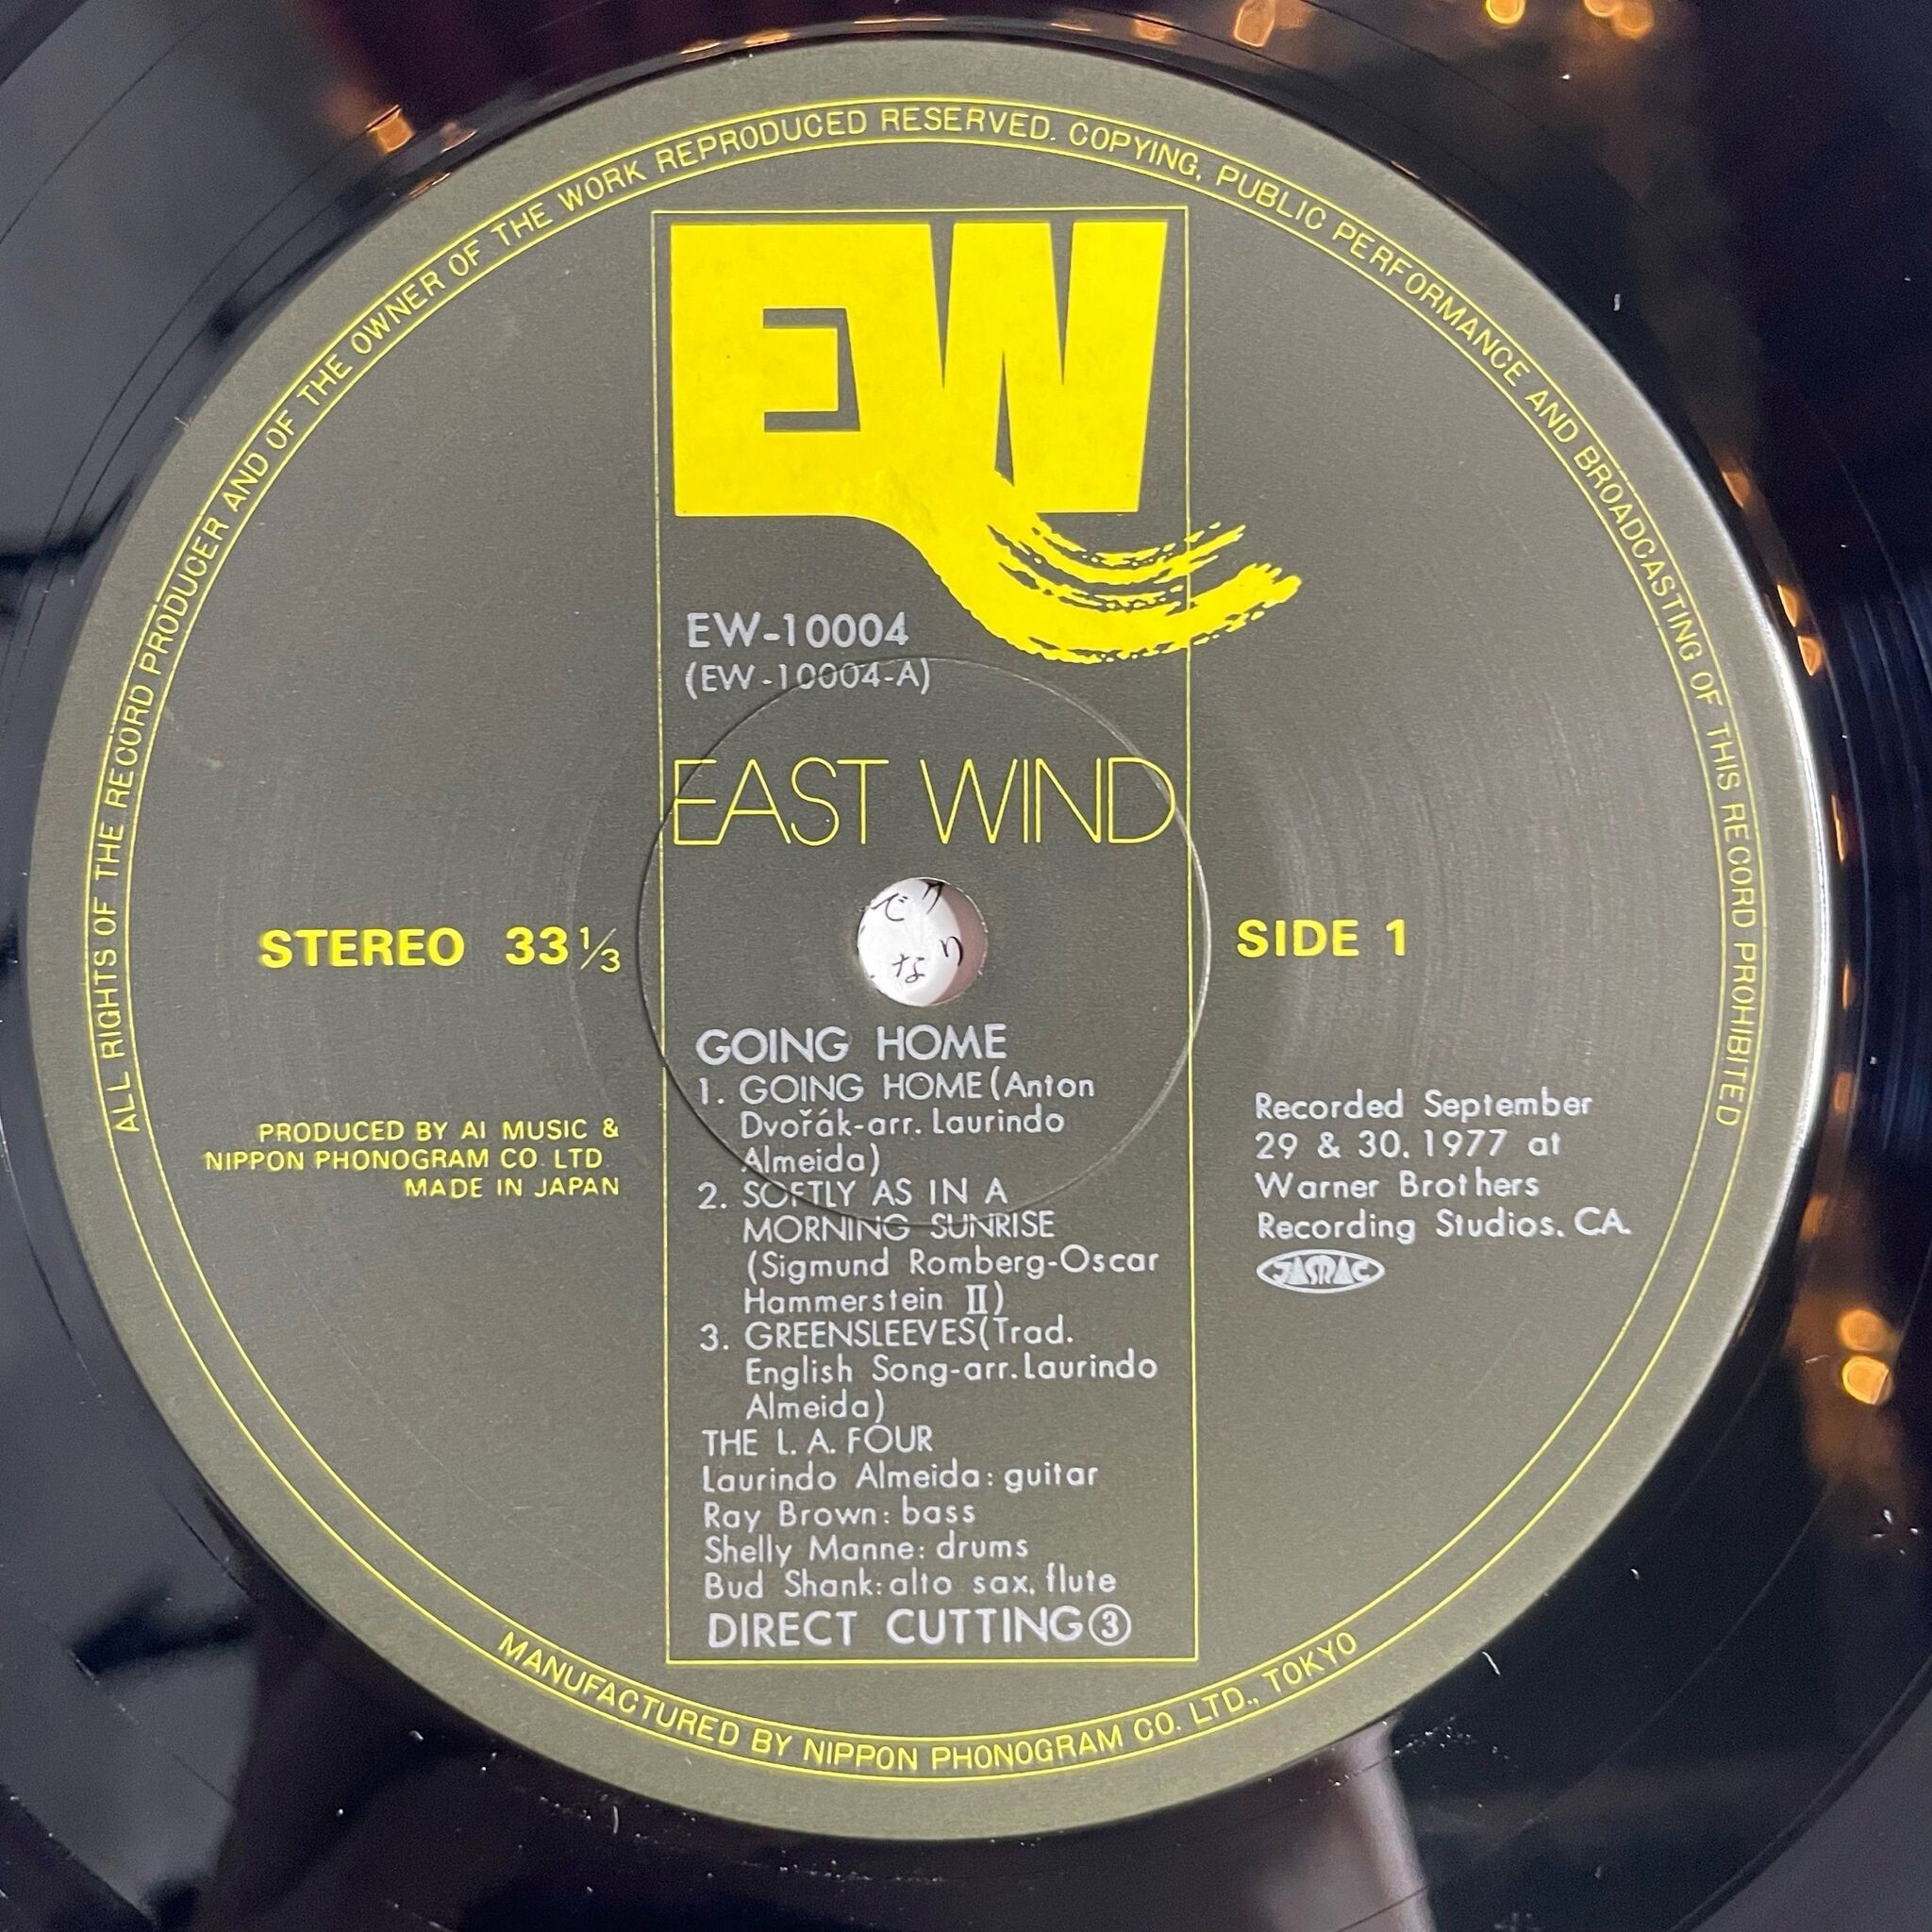 ALL RIGHTS OF THE RECORD PRODUCER AND OF THE OWNER OF THE WORK REPRODUCED RESERVED. COPYING, PUBLIC PERFORMANCE AND BROADCASTING OF THIS RECORD PROHIBITED
EW
EW-10004
(EW-10004-A)
EAST WIND
STEREO 33 1/3
SIDE 1
で
なり
GOING HOME
1. GOING HOME (Anton
Dvořák-arr. Laurindo
Almeida)
2. SOFTLY AS IN A
MORNING SUNRISE
(Sigmund Romberg-Oscar
Hammerstein II)
3. GREENSLEEVES (Trad.
English Song-arr. Laurindo
Almeida)
THE L. A. FOUR
Laurindo Almeida: guitar
Ray Brown: bass
Shelly Manne: drums
Bud Shank: alto sax, flute
DIRECT CUTTING③
PRODUCED BY AI MUSIC &
NIPPON PHONOGRAM CO. LTD.
MADE IN JAPAN
Recorded September
29 & 30, 1977 at
Warner Brothers
Recording Studios, CA.
JASRAC
MANUFACTURED BY NIPPON PHONOGRAM CO. LTD., TOKYO